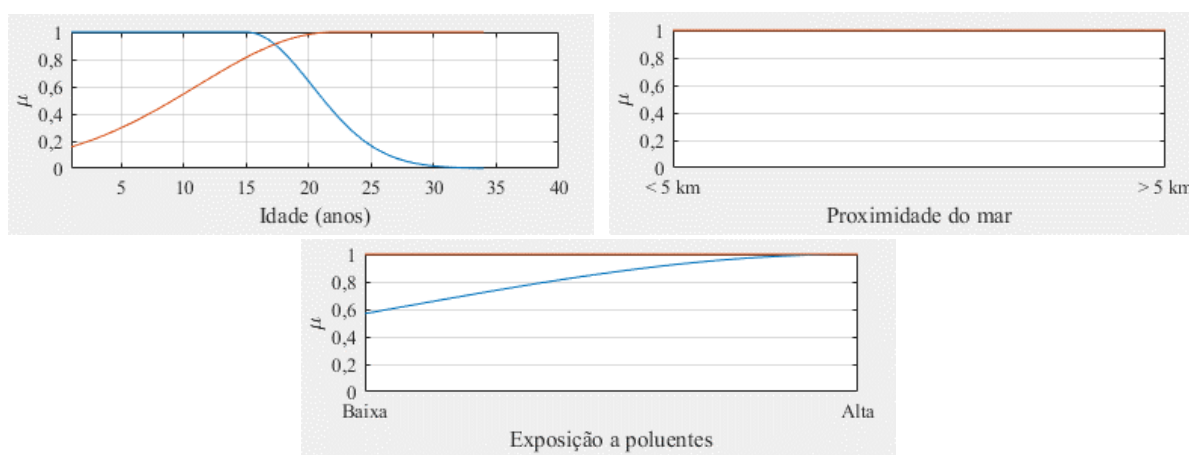 1
0,8
0,6
0,4
0,2
0
μ
5 10 15 20 25 30 35 40
Idade (anos)
1
0,8
0,6
0,4
0,2
0
μ
< 5 km > 5 km
Proximidade do mar
1
0,8
0,6
0,4
0,2
0
μ
Baixa Alta
Exposição a poluentes